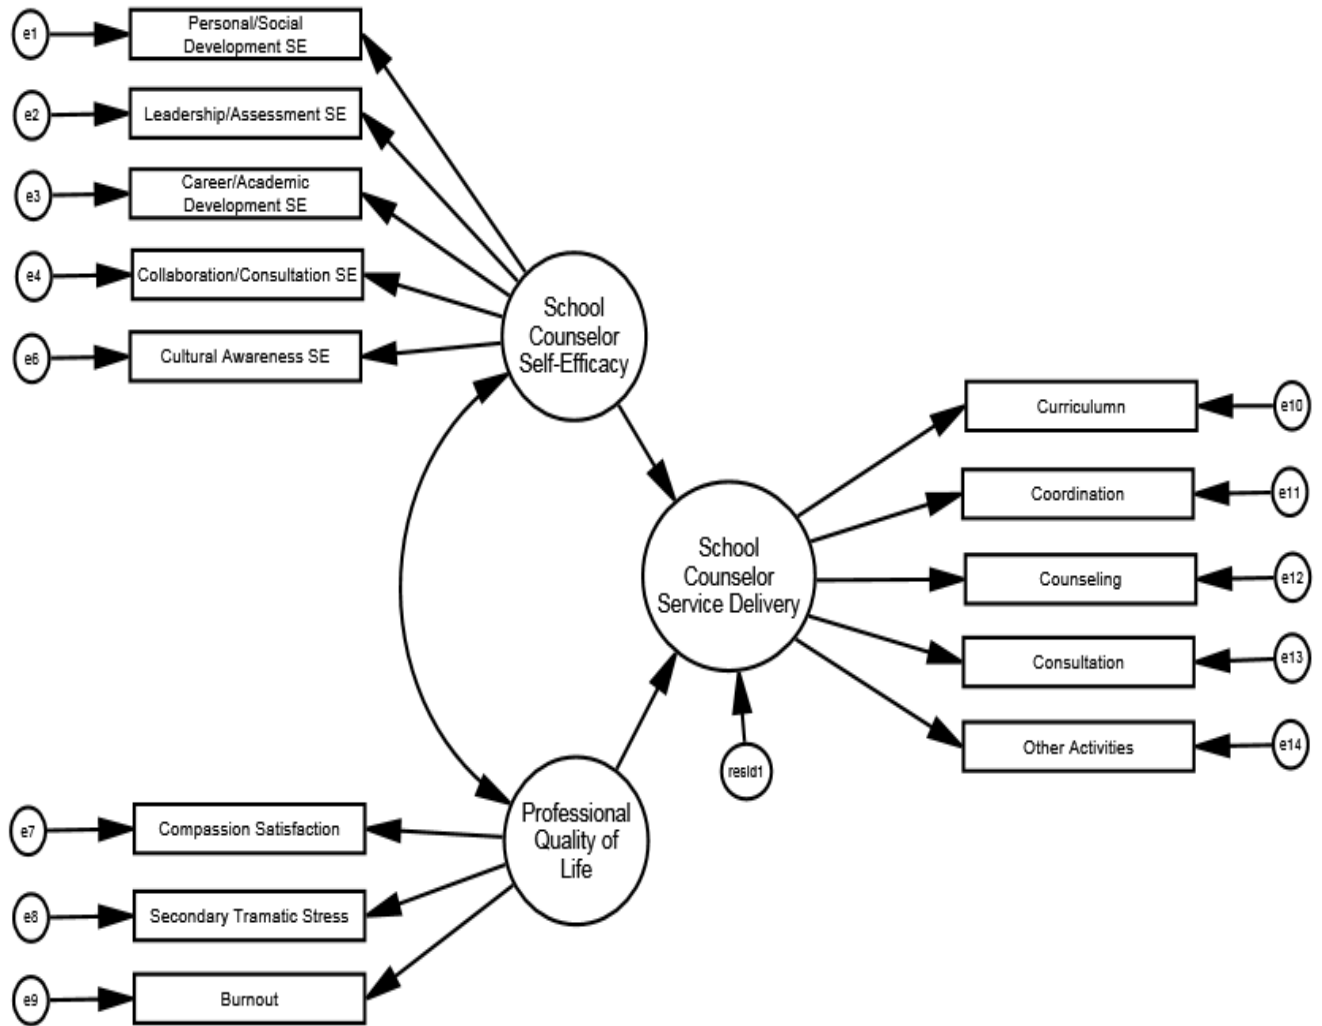 e1
Personal/Social
Development SE
e2
Leadership/Assessment SE
e3
Career/Academic
Development SE
e4
Collaboration/Consultation SE
e6
Cultural Awareness SE
School
Counselor
Self-Efficacy
Curriculumn
e10
Coordination
e11
School
Counselor
Service Delivery
Counseling
e12
Consultation
e13
Other Activities
e14
resid1
Professional
Quality of
Life
e7
Compassion Satisfaction
e8
Secondary Tramatic Stress
e9
Burnout